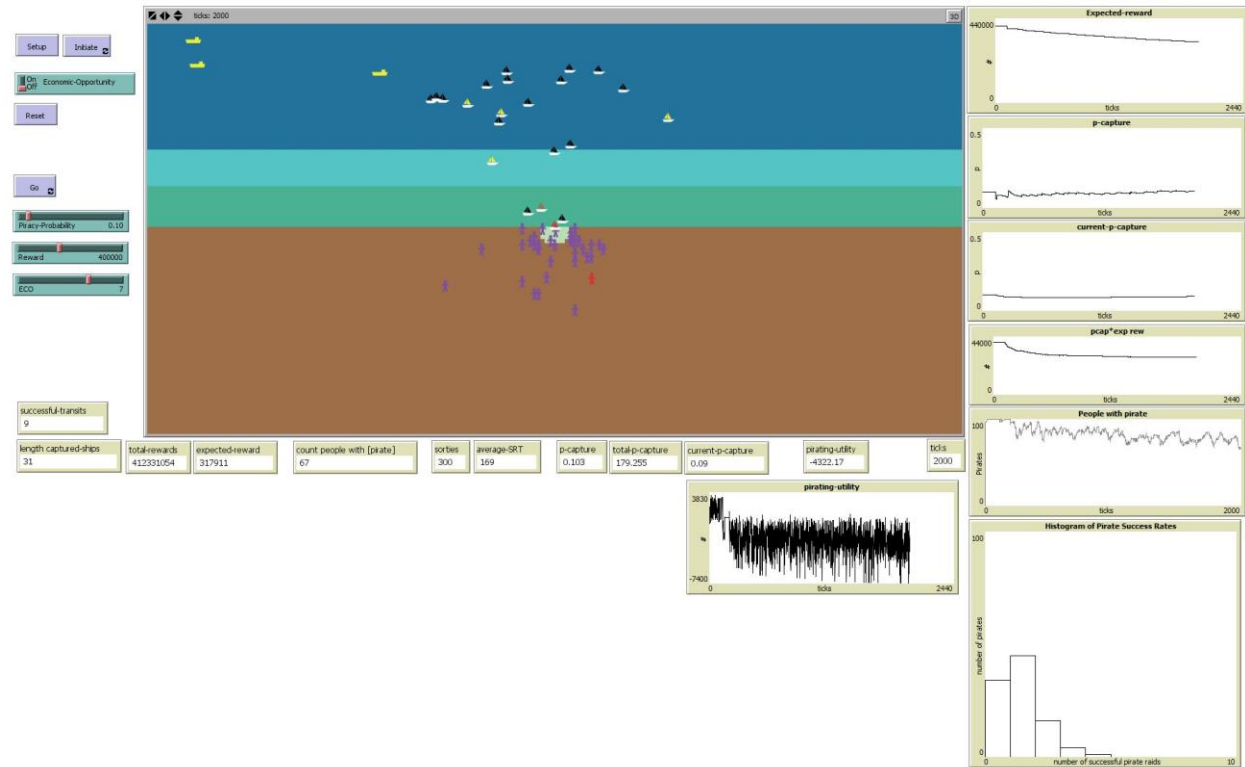 ticks: 2000
3D
Setup
Initiate
On
Off
Economic-Opportunity
Reset
Go
Piracy-Probability 0.10
Reward 400000
ECO 7
successful-transits
9
length captured-ships
31
total-rewards
412331054
expected-reward
317911
count people with [pirate]
67
sorties
300
average-SRT
169
p-capture
0.103
total-p-capture
179.255
current-p-capture
0.09
pirating-utility
-4322.17
ticks
2000
pirating-utility
3830
#
-7400
0
ticks
2440
Expected-reward
440000
#
0
0
ticks
2440
p-capture
0.5
p
0
0
ticks
2440
current-p-capture
0.5
p
0
0
ticks
2440
pcap*exp rew
44000
#
0
0
ticks
2440
People with pirate
100
Pirates
0
0
ticks
2000
Histogram of Pirate Success Rates
100
number of pirates
0
0
number of successful pirate raids
10